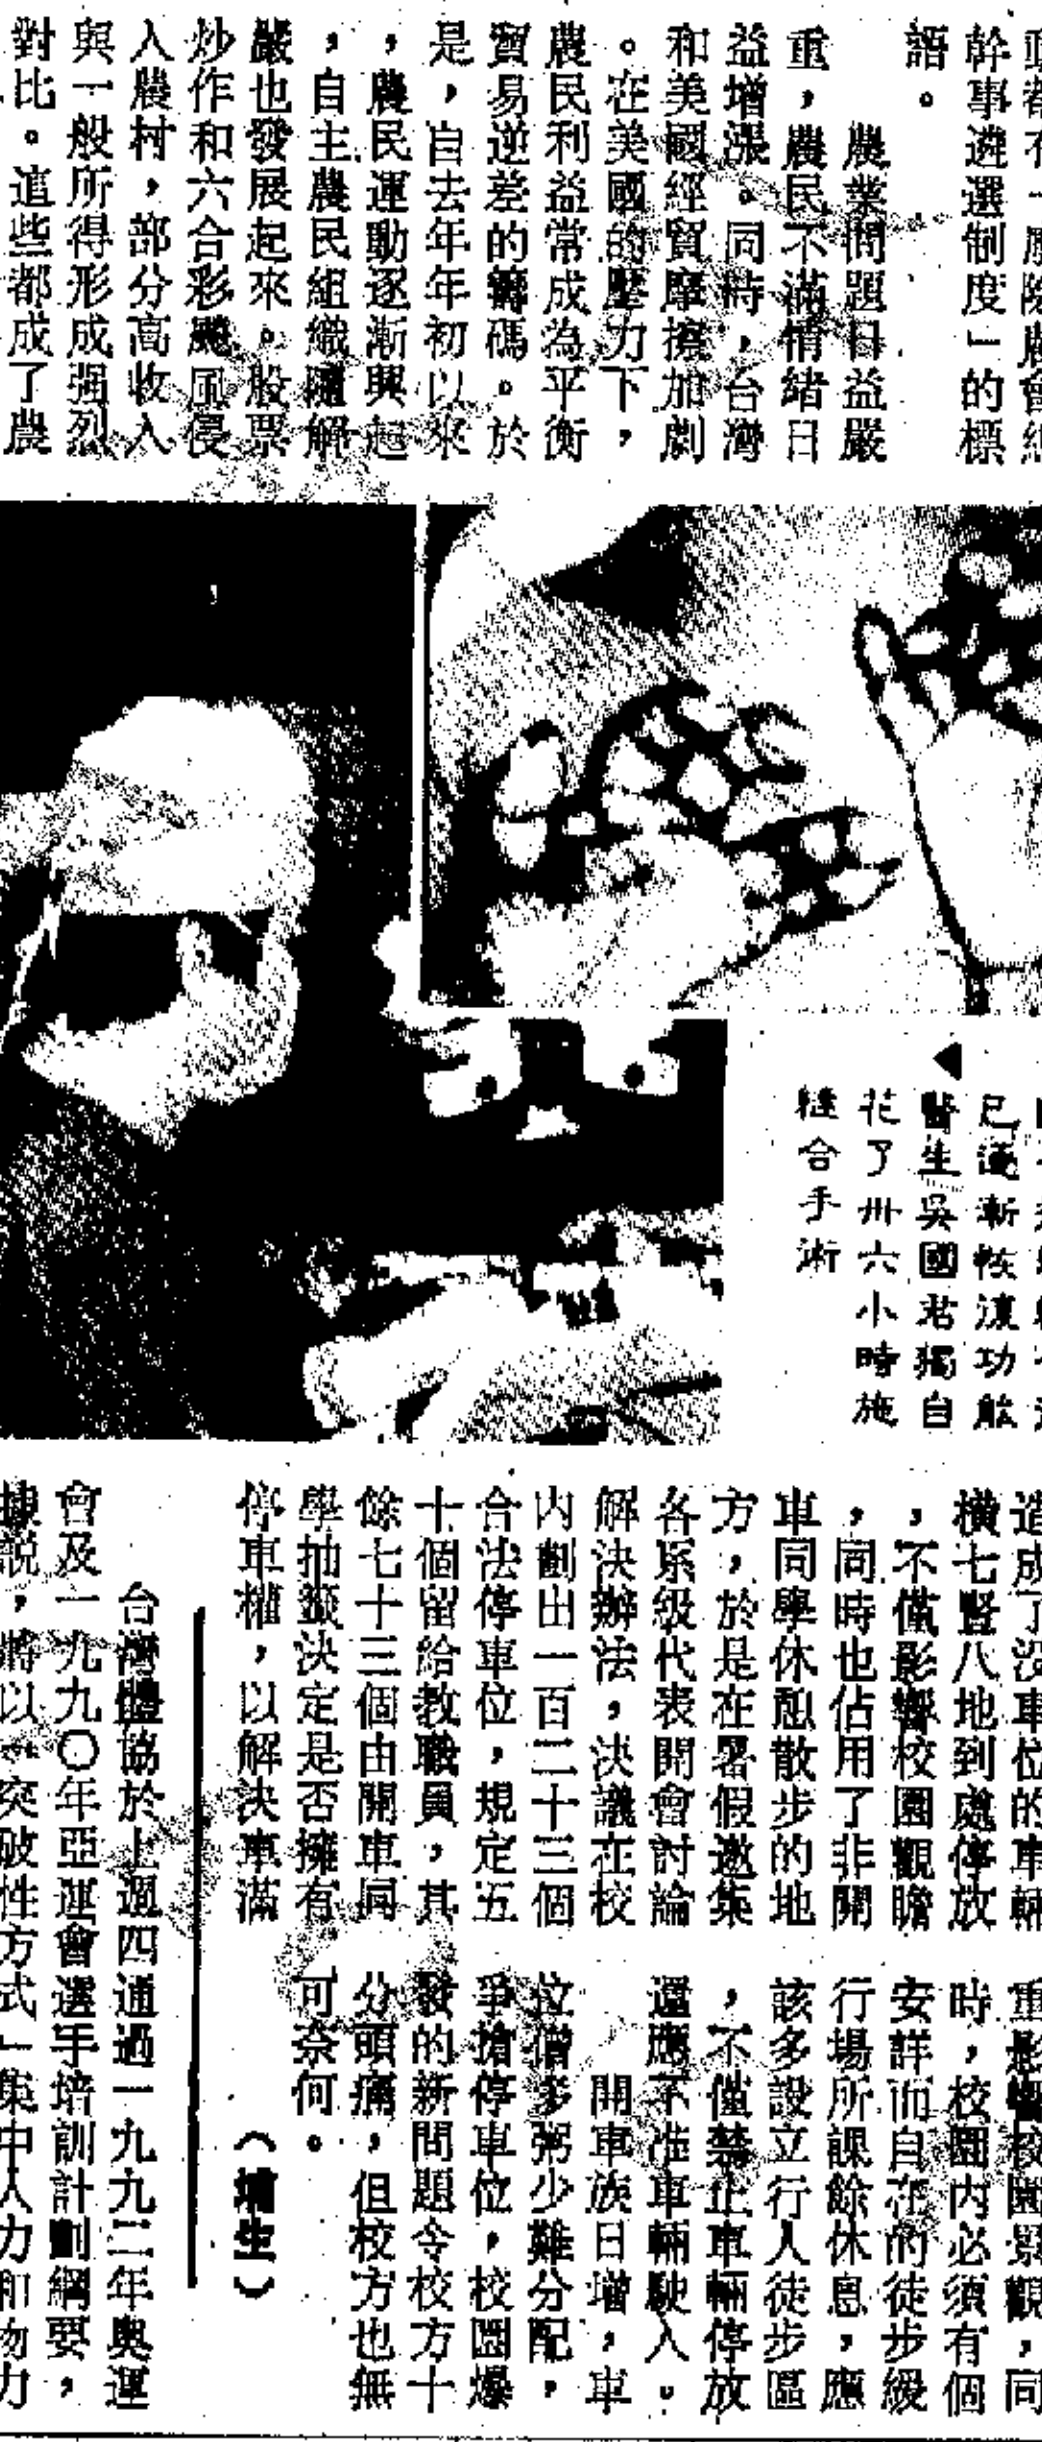 幹事遴選制度」的標
語。
農業問題日益嚴
重，農民不滿情緒日
益增漲。同時，台灣
和美國經貿摩擦加劇
。在美國的壓力下，
農民利益常成為平衡
貿易逆差的籌碼。於
是，自去年年初以來
，農民運動逐漸興起
，自主農民組織隨解
嚴也發展起來。股票
炒作和六合彩颶風侵
入農村，部分高收入
與一般所得形成强烈
對比。這些都成了農
已逐漸恢復功能
醫生吳國君獨自
花了卅六小時施
縫合手術
造成了沒車位的車輛
橫七豎八地到處停放
，不僅影響校園觀瞻
，同時也佔用了非開
車同學休憩散步的地
方，於是在暑假邀集
各系級代表開會討論
解決辦法，決議在校
內劃出一百二十三個
合法停車位，規定五
十個留給教職員，其
餘七十三個由開車同
學抽籤決定是否擁有
停車權，以解決車滿
重影響校園景觀，同
時，校園內必須有個
安詳而自在的徒步緩
行場所課餘休息，應
該多設立行人徒步區
，不僅禁止車輛停放
還應不准車輛駛入。
開車族日增，車
位僧多粥少難分配，
爭搶停車位，校園爆
發的新問題令校方十
分頭痛，但校方也無
可奈何。
台灣體協於上週四通過一九九二年奧運
會及一九九〇年亞運會選手培訓計劃綱要，
據說，將以「突破性方式」集中人力和物力